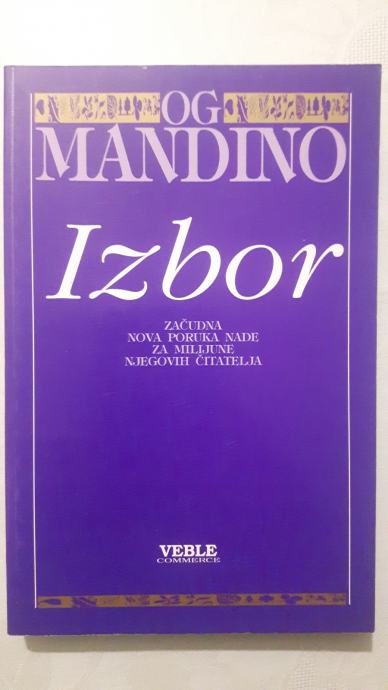 OG
MANDINO
Izbor
ZAČUDNA
NOVA PORUKA NADE
ZA MILIJUNE
NJEGOVIH ČITATELJA
VEBLE
COMMERCE